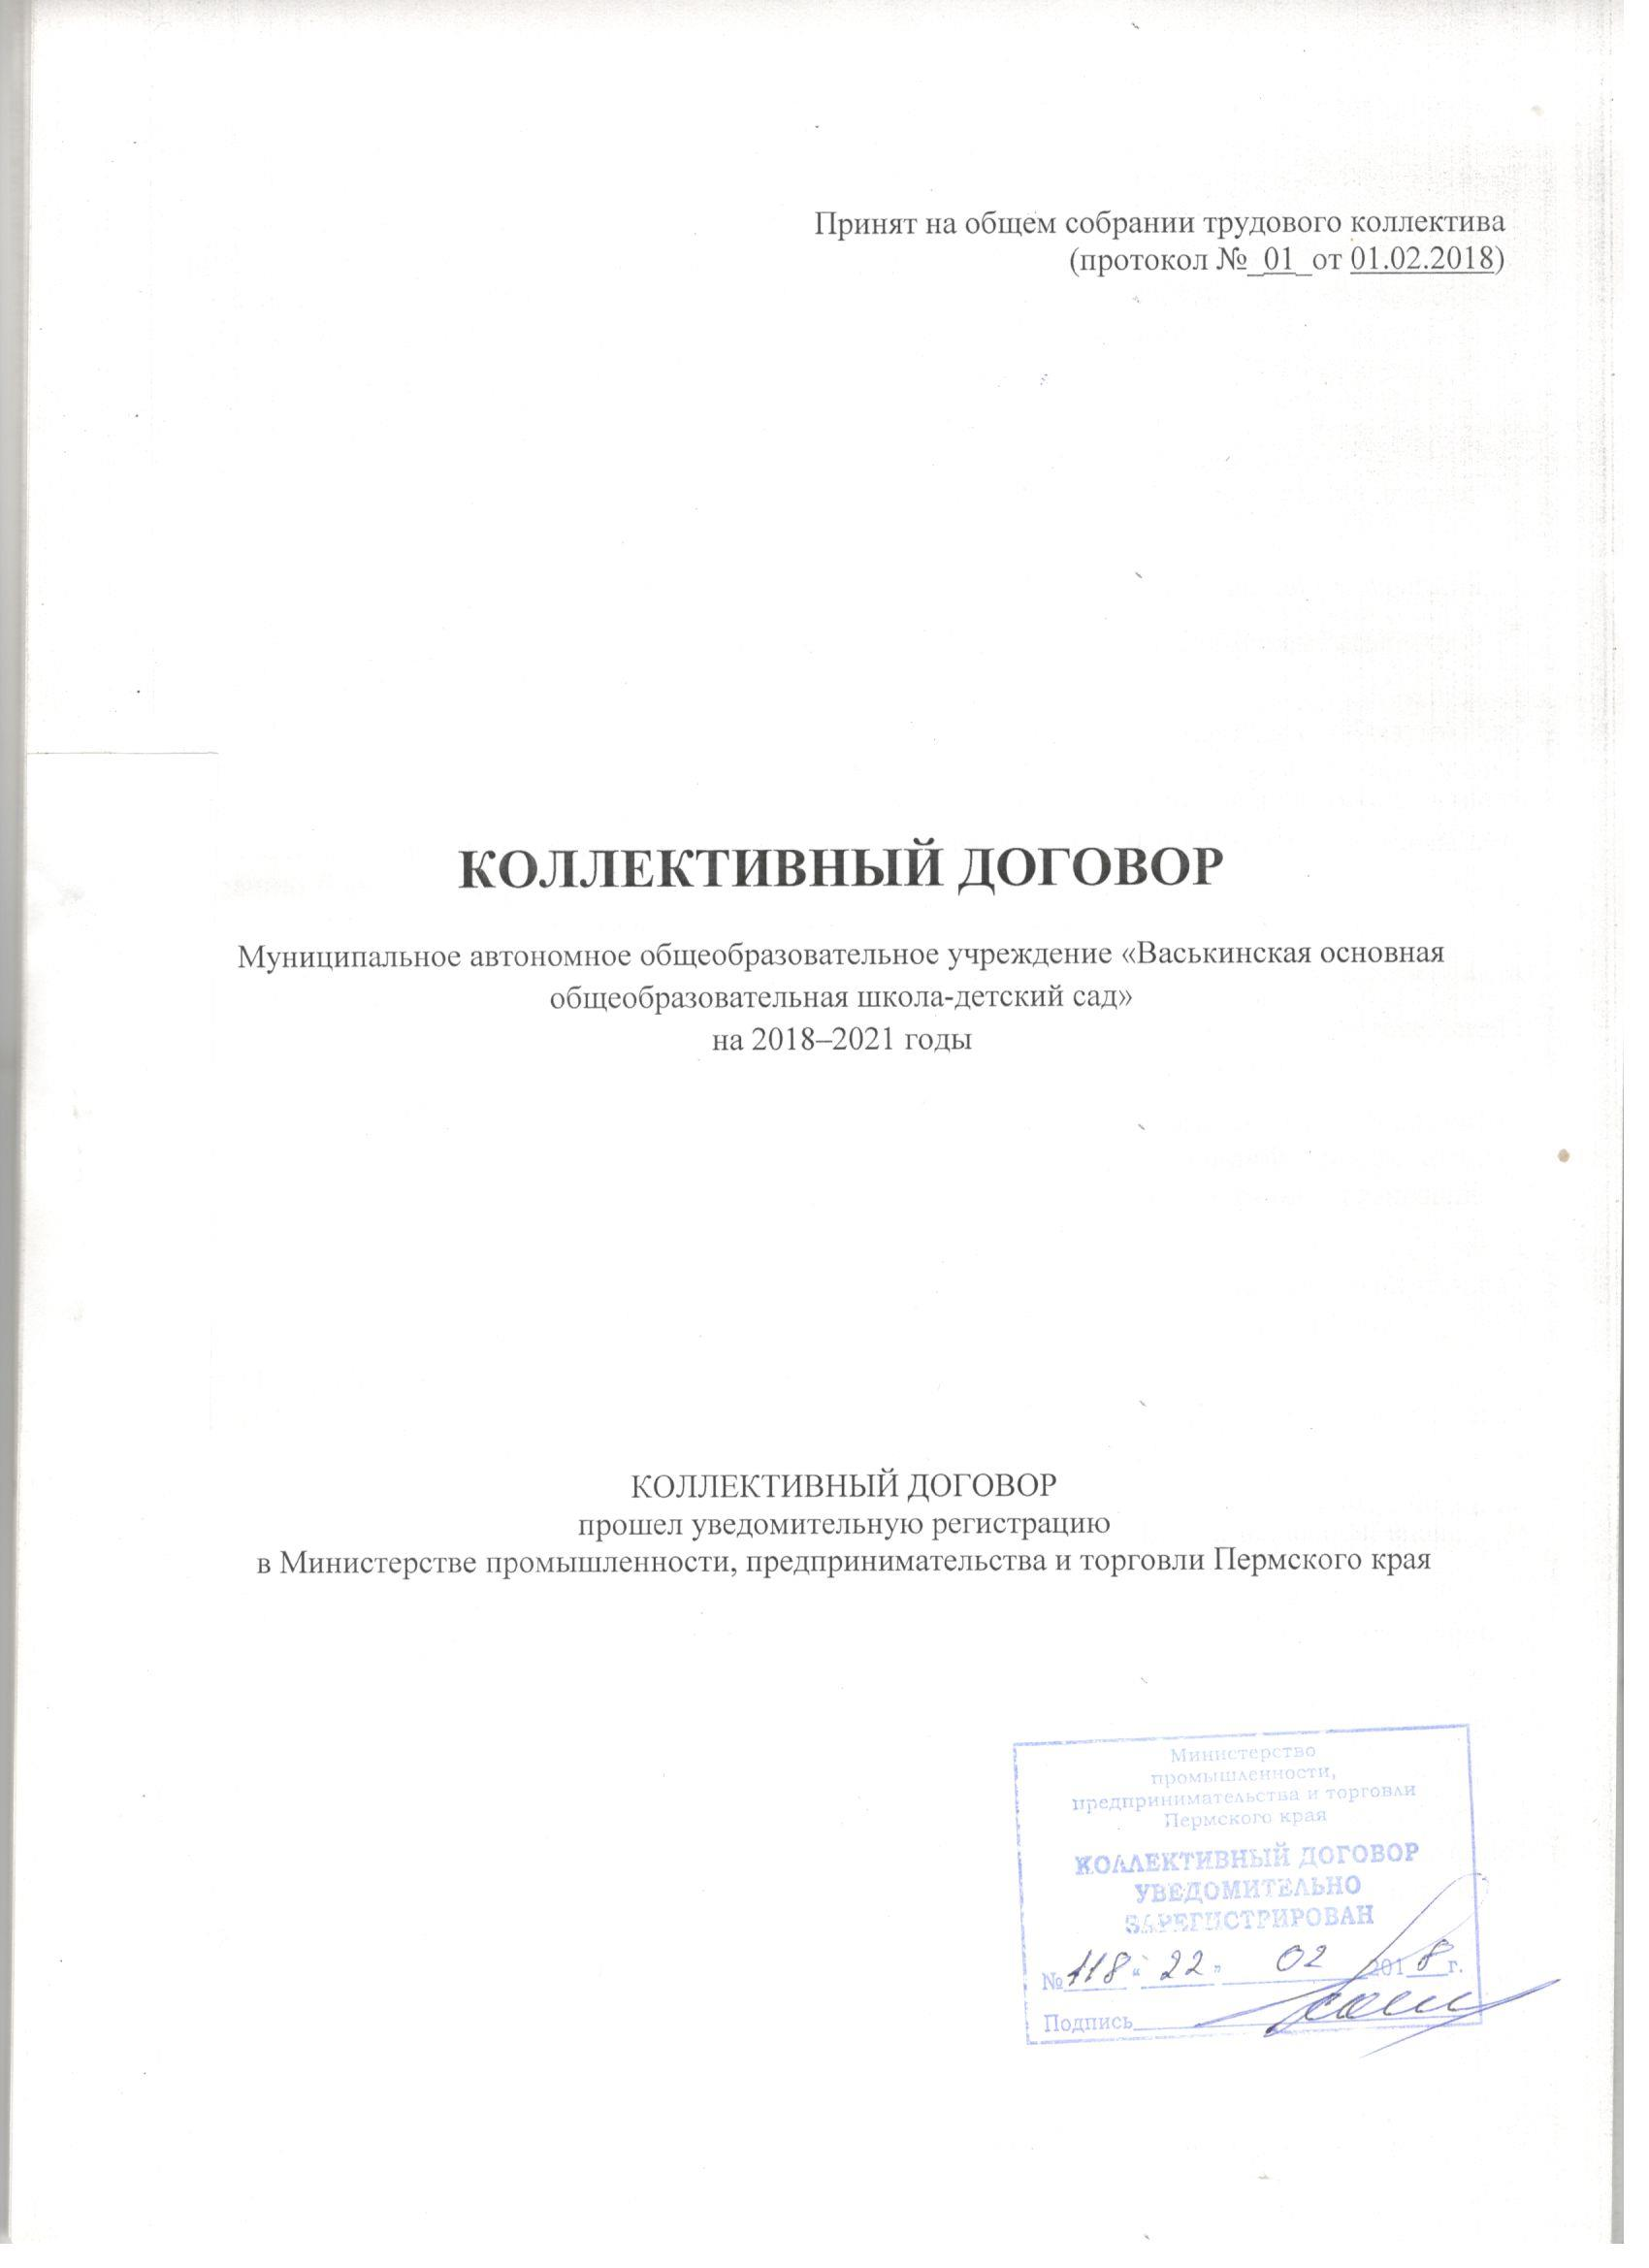 Принят на общем собрании трудового коллектива
(протокол №_01_от 01.02.2018)
КОЛЛЕКТИВНЫЙ ДОГОВОР
Муниципальное автономное общеобразовательное учреждение «Васькинская основная
общеобразовательная школа-детский сад»
на 2018–2021 годы
КОЛЛЕКТИВНЫЙ ДОГОВОР
прошел уведомительную регистрацию
в Министерстве промышленности, предпринимательства и торговли Пермского края
Министерство
промышленности,
предпринимательства и торговли
Пермского края
КОЛЛЕКТИВНЫЙ ДОГОВОР
УВЕДОМИТЕЛЬНО
ЗАРЕГИСТРИРОВАН
№ 118 « 22 » 02 2018 г.
Подпись